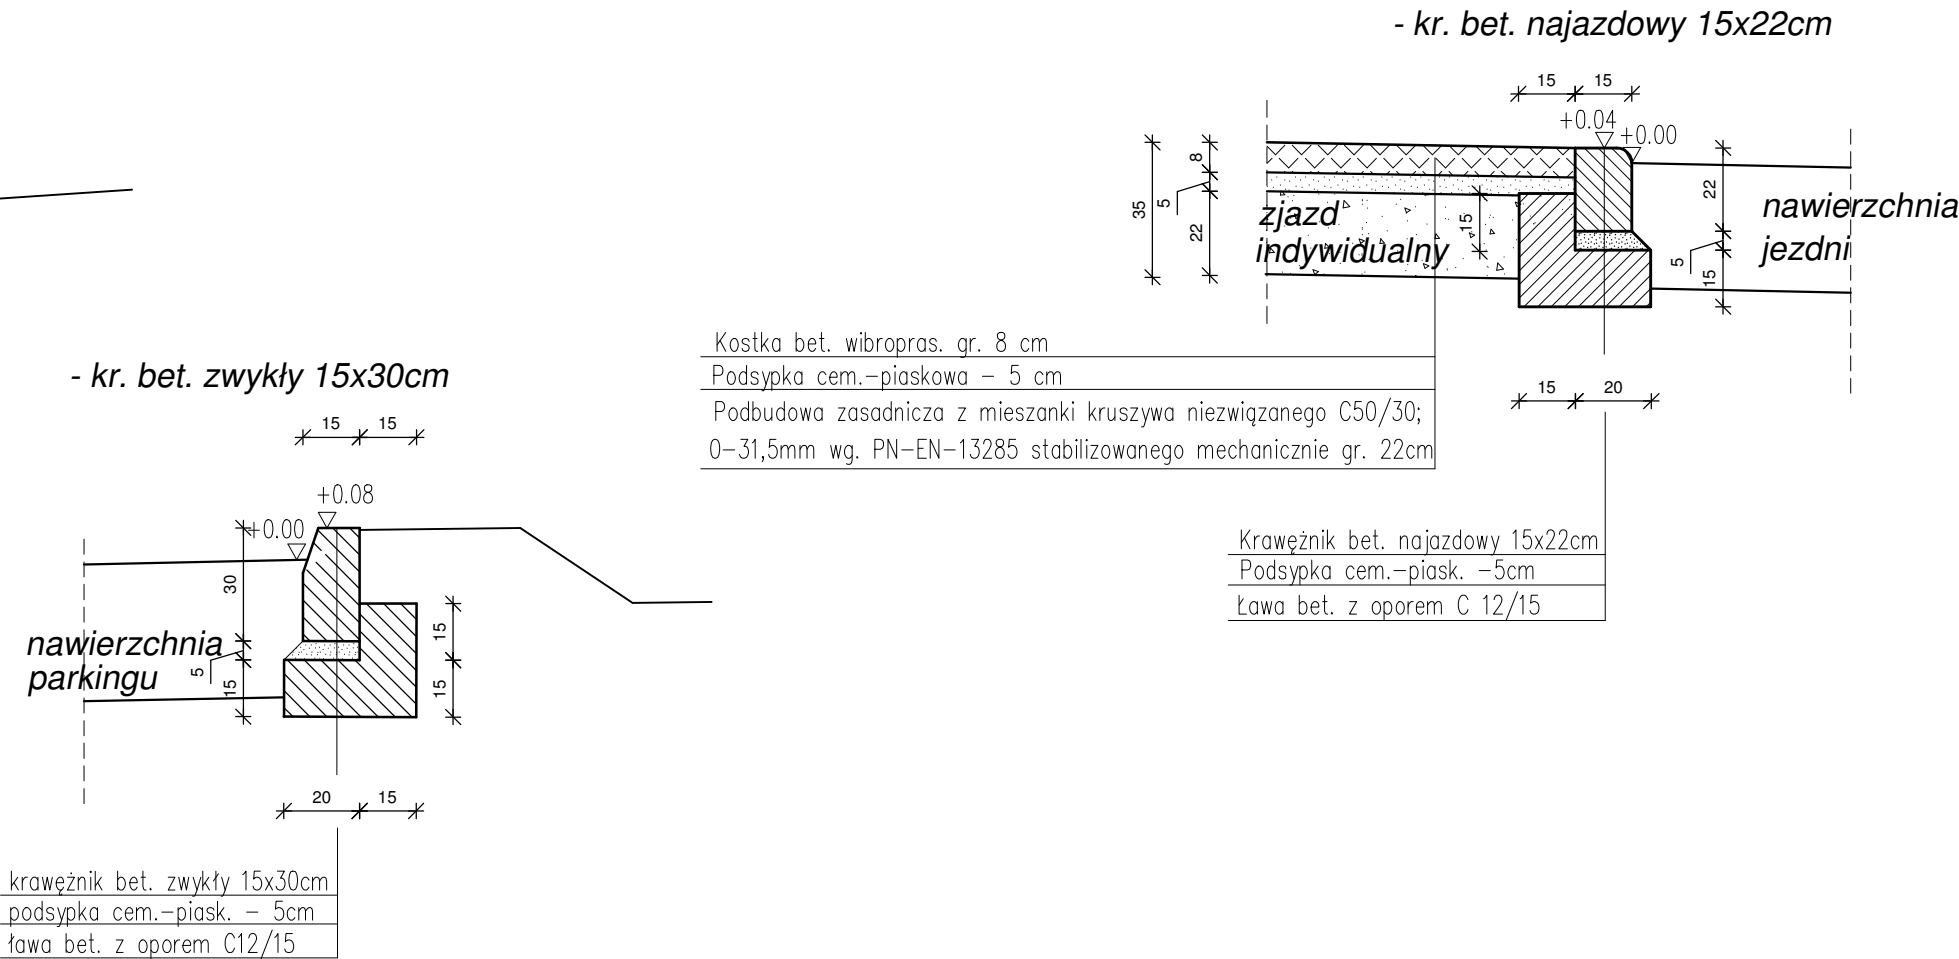 - kr. bet. najazdowy 15x22cm
15 15
+0.04
+0.00
8
5
35
22
15
22
5
15
zjazd
indywidualny
nawierzchnia
jezdni
15 20
Kostka bet. wibropras. gr. 8 cm
Podsypka cem.-piaskowa - 5 cm
Podbudowa zasadnicza z mieszanki kruszywa niezwiązanego C50/30;
0-31,5mm wg. PN-EN-13285 stabilizowanego mechanicznie gr. 22cm
Krawężnik bet. najazdowy 15x22cm
Podsypka cem.-piask. -5cm
Ława bet. z oporem C 12/15
- kr. bet. zwykły 15x30cm
15 15
+0.08
+0.00
30
5
15
15
15
nawierzchnia
parkingu
20 15
krawężnik bet. zwykły 15x30cm
podsypka cem.-piask. - 5cm
ława bet. z oporem C12/15